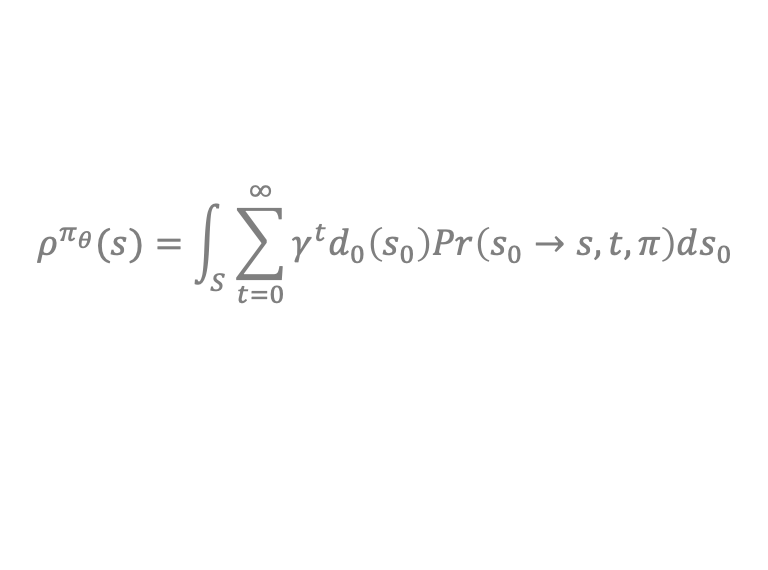 ρ^{π_θ}(s) = ∫_S ∑_{t=0}^{∞} γ^t d_0(s_0)Pr(s_0 → s, t, π)ds_0